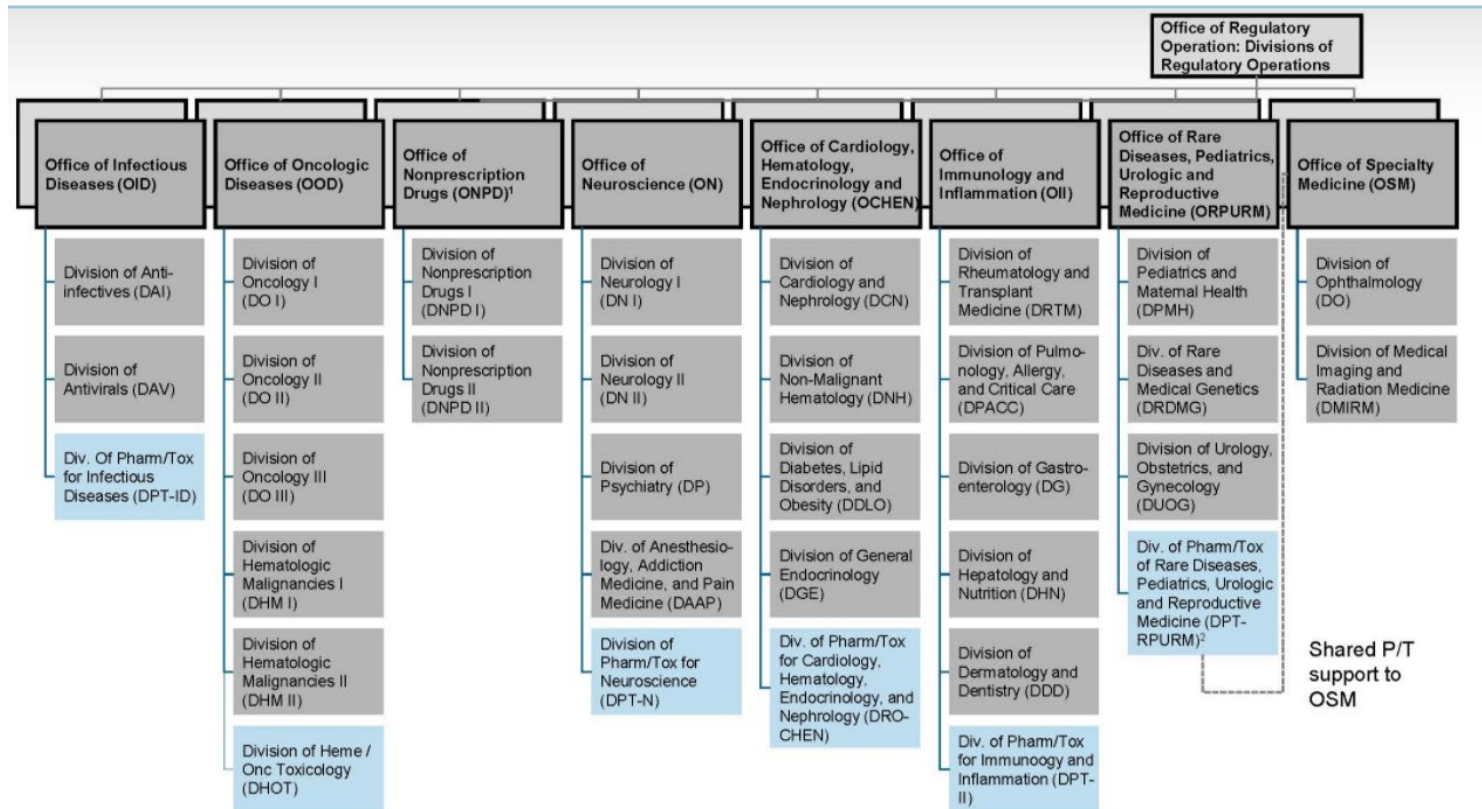 Office of Regulatory
Operation: Divisions of
Regulatory Operations
Office of Infectious
Diseases (OID)
Division of Anti-
infectives (DAI)
Division of
Antivirals (DAV)
Div. Of Pharm/Tox
for Infectious
Diseases (DPT-ID)
Office of Oncologic
Diseases (OOD)
Division of
Oncology I
(DO I)
Division of
Oncology II
(DO II)
Division of
Oncology III
(DO III)
Division of
Hematologic
Malignancies I
(DHM I)
Division of
Hematologic
Malignancies II
(DHM II)
Division of Heme /
Onc Toxicology
(DHOT)
Office of
Nonprescription
Drugs (ONPD)¹
Division of
Nonprescription
Drugs I
(DNPD I)
Division of
Nonprescription
Drugs II
(DNPD II)
Office of
Neuroscience (ON)
Division of
Neurology I
(DN I)
Division of
Neurology II
(DN II)
Division of
Psychiatry (DP)
Div. of Anesthesio-
logy, Addiction
Medicine, and Pain
Medicine (DAAP)
Division of
Pharm/Tox for
Neuroscience
(DPT-N)
Office of Cardiology,
Hematology,
Endocrinology and
Nephrology (OCHEN)
Division of
Cardiology and
Nephrology (DCN)
Division of
Non-Malignant
Hematology (DNH)
Division of
Diabetes, Lipid
Disorders, and
Obesity (DDLO)
Division of General
Endocrinology
(DGE)
Div. of Pharm/Tox
for Cardiology,
Hematology,
Endocrinology, and
Nephrology (DRO-
CHEN)
Office of
Immunology and
Inflammation (OII)
Division of
Rheumatology and
Transplant
Medicine (DRTM)
Division of Pulmo-
nology, Allergy,
and Critical Care
(DPACC)
Division of Gastro-
enterology (DG)
Division of
Hepatology and
Nutrition (DHN)
Division of
Dermatology and
Dentistry (DDD)
Div. of Pharm/Tox
for Immunoogy and
Inflammation (DPT-
II)
Office of Rare
Diseases, Pediatrics,
Urologic and
Reproductive
Medicine (ORPURM)
Division of
Pediatrics and
Maternal Health
(DPMH)
Div. of Rare
Diseases and
Medical Genetics
(DRDMG)
Division of Urology,
Obstetrics, and
Gynecology
(DUOG)
Div. of Pharm/Tox
of Rare Diseases,
Pediatrics, Urologic
and Reproductive
Medicine (DPT-
RPURM)²
Office of Specialty
Medicine (OSM)
Division of
Ophthalmology
(DO)
Division of Medical
Imaging and
Radiation Medicine
(DMIRM)
Shared P/T
support to
OSM